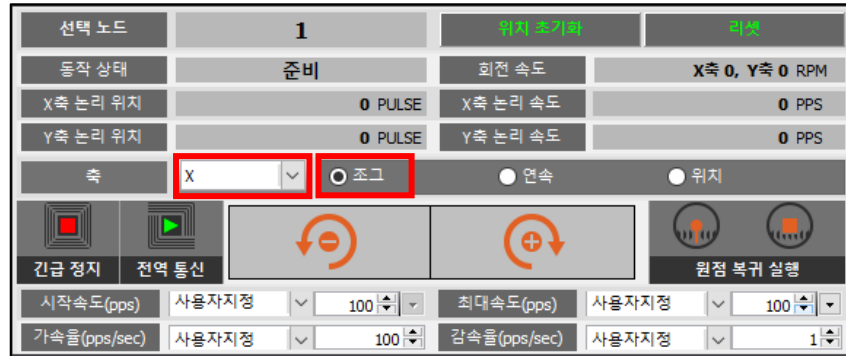 선택 노드 1 위치 초기화 리셋
동작 상태 준비 회전 속도 X축 0, Y축 0 RPM
X축 논리 위치 0 PULSE X축 논리 속도 0 PPS
Y축 논리 위치 0 PULSE Y축 논리 속도 0 PPS
축 X 조그 연속 위치
긴급 정지 전역 통신 원점 복귀 실행
시작속도(pps) 사용자지정 100 최대속도(pps) 사용자지정 100
가속율(pps/sec) 사용자지정 100 감속율(pps/sec) 사용자지정 1